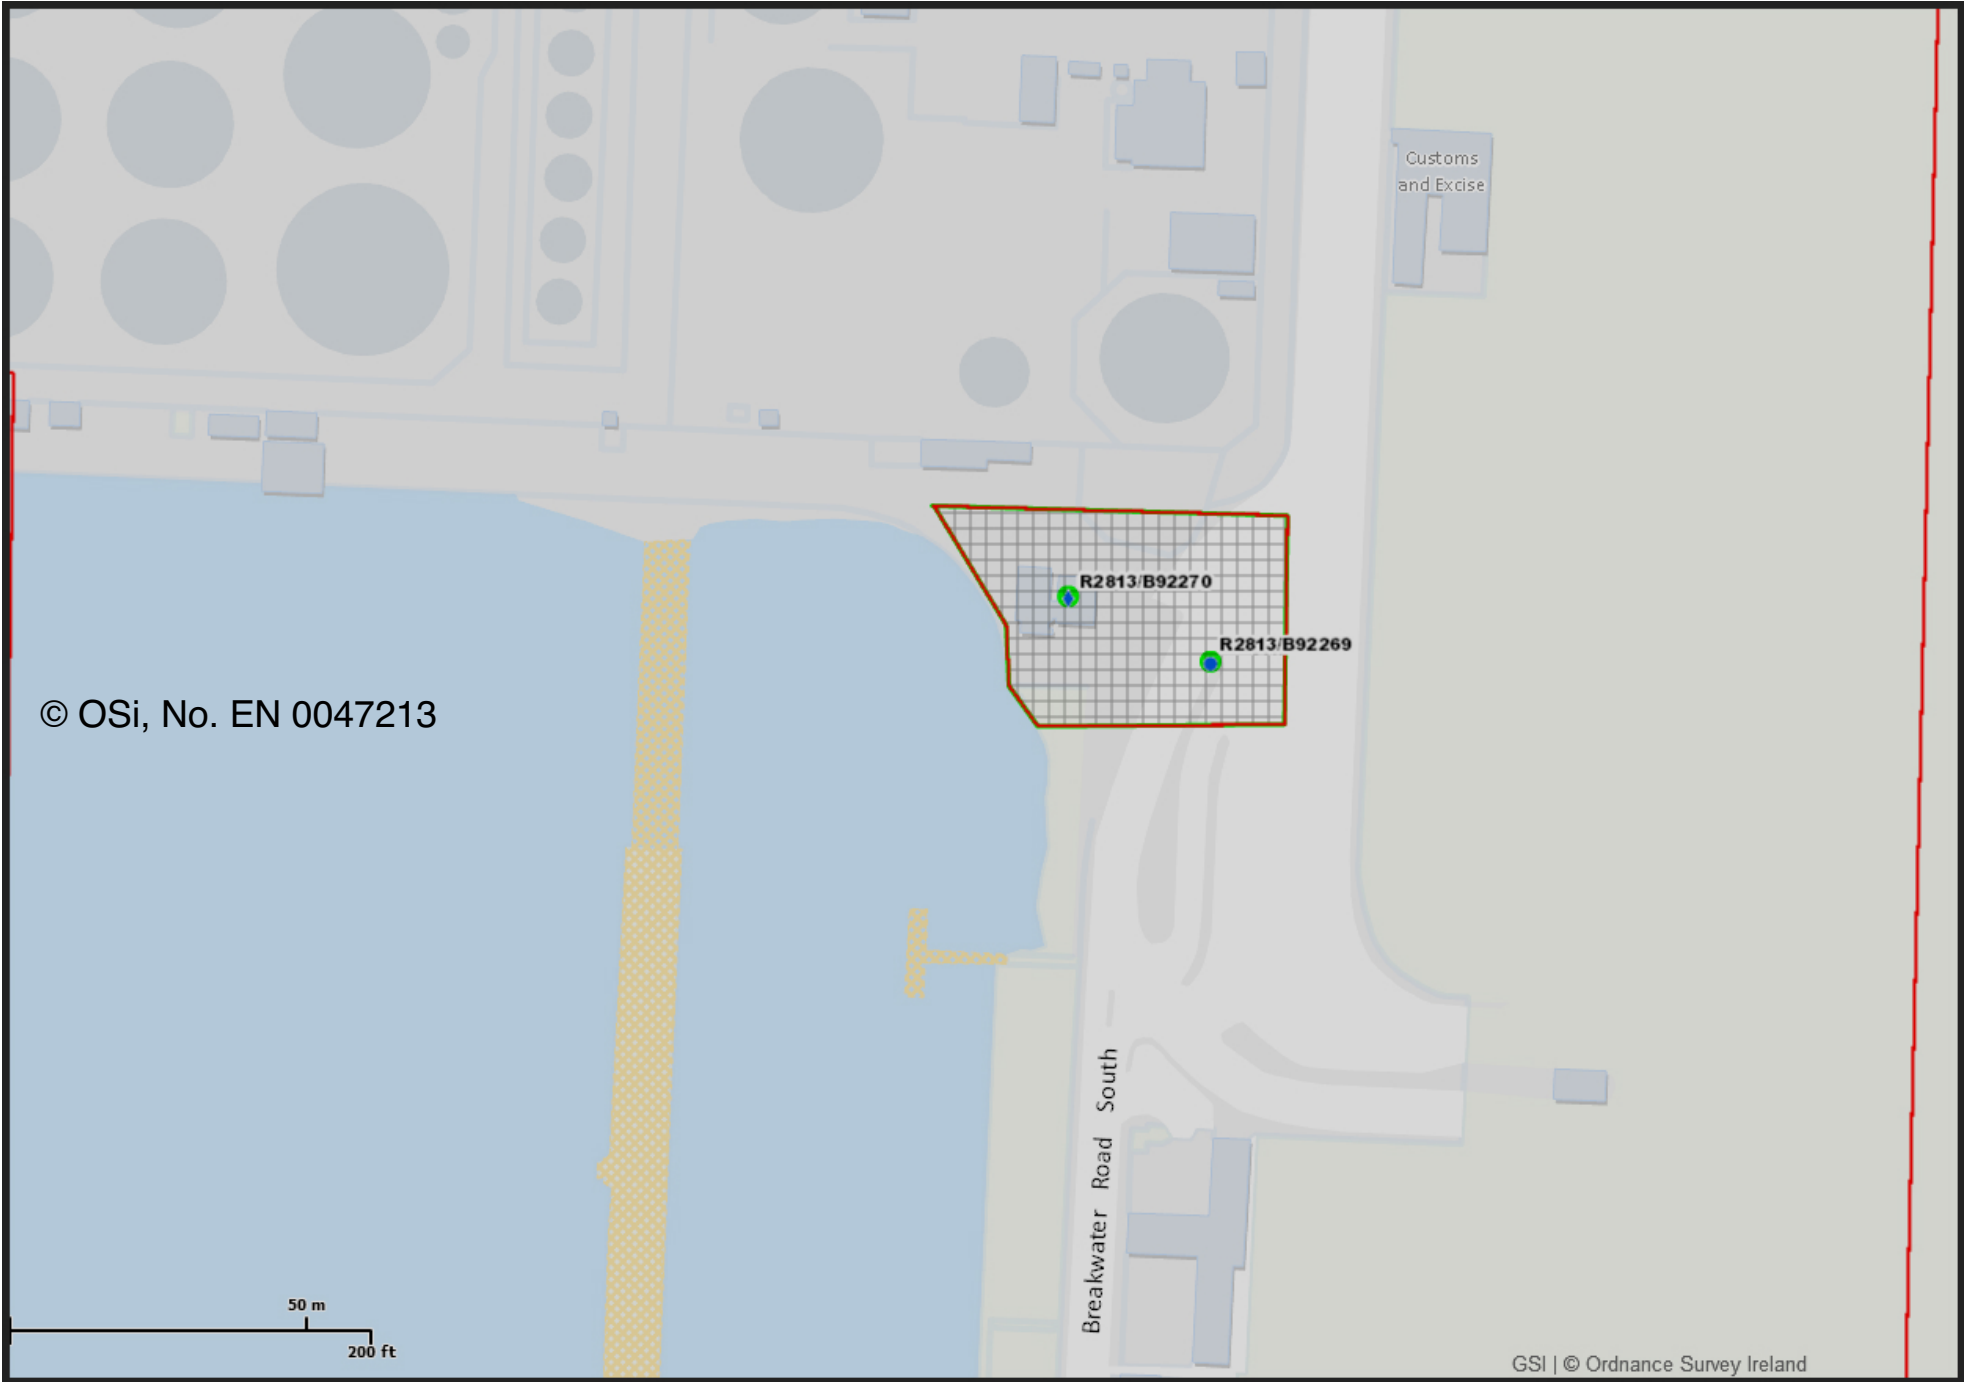 Customs
and Excise
R2813/B92270
R2813/B92269
© OSi, No. EN 0047213
Breakwater Road South
50 m
200 ft
GSI | © Ordnance Survey Ireland